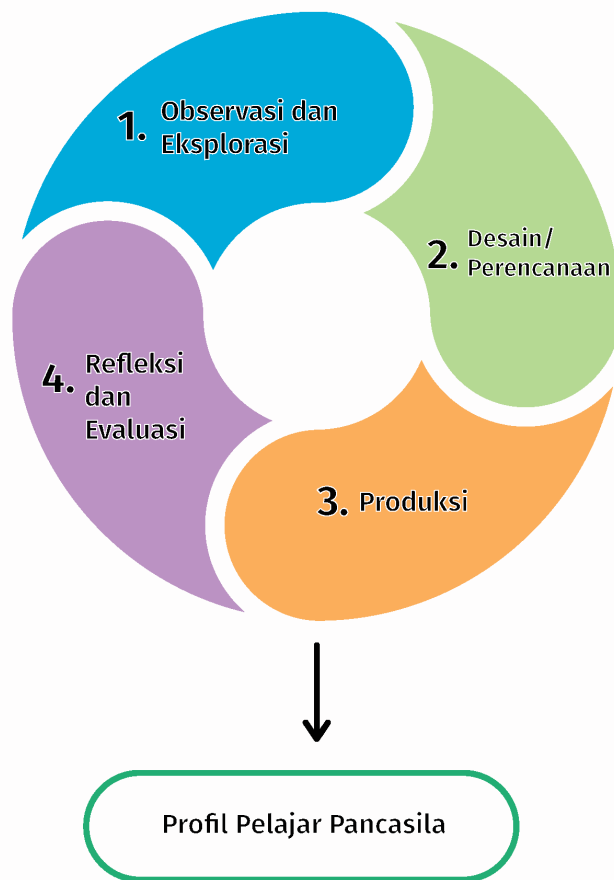 1. Observasi dan
Eksplorasi
2. Desain/
Perencanaan
3. Produksi
4. Refleksi
dan
Evaluasi
Profil Pelajar Pancasila